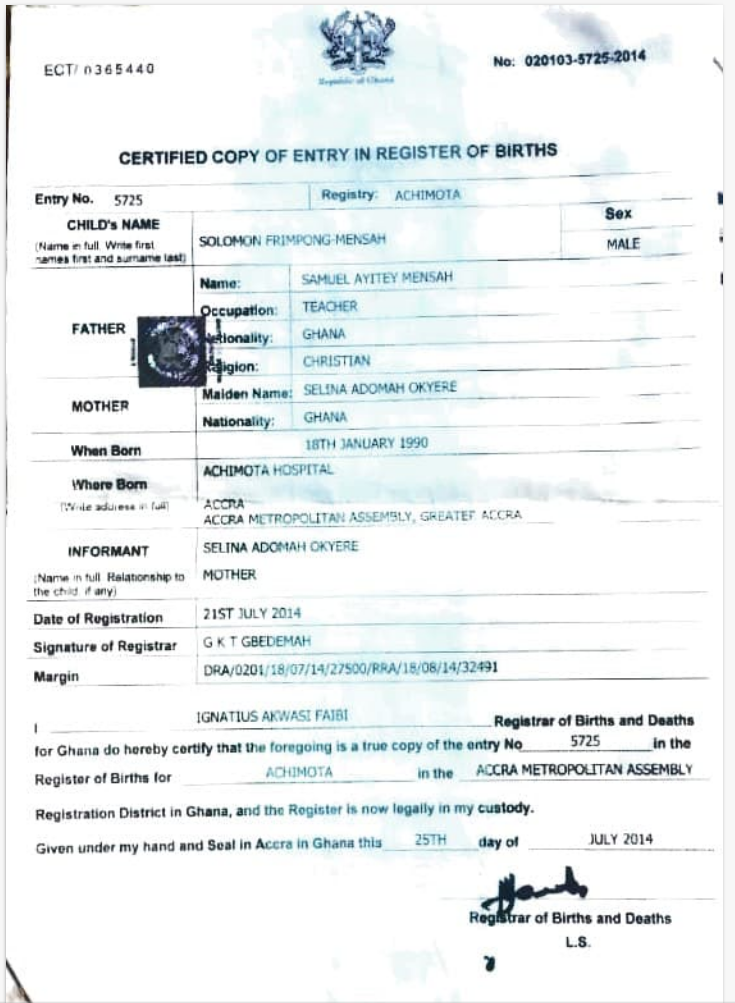 ECT/ 0365440
No: 020103-5725-2014
Republic of Ghana
CERTIFIED COPY OF ENTRY IN REGISTER OF BIRTHS
Entry No. 5725 Registry: ACHIMOTA
CHILD's NAME
(Name in full. Write first names first and surname last)
SOLOMON FRIMPONG-MENSAH
Sex
MALE
FATHER
Name: SAMUEL AYITEY MENSAH
Occupation: TEACHER
tionality: GHANA
ligion: CHRISTIAN
MOTHER
Maiden Name: SELINA ADOMAH OKYERE
Nationality: GHANA
When Born 18TH JANUARY 1990
Where Born
(Write address in full)
ACHIMOTA HOSPITAL
ACCRA
ACCRA METROPOLITAN ASSEMBLY, GREATER ACCRA
INFORMANT
(Name in full. Relationship to the child, if any)
SELINA ADOMAH OKYERE
MOTHER
Date of Registration 21ST JULY 2014
Signature of Registrar G K T GBEDEMAH
Margin DRA/0201/18/07/14/27500/RRA/18/08/14/32491
I IGNATIUS AKWASI FAIBI Registrar of Births and Deaths
for Ghana do hereby certify that the foregoing is a true copy of the entry No 5725 in the
Register of Births for ACHIMOTA in the ACCRA METROPOLITAN ASSEMBLY
Registration District in Ghana, and the Register is now legally in my custody.
Given under my hand and Seal in Accra in Ghana this 25TH day of JULY 2014
Registrar of Births and Deaths
L.S.